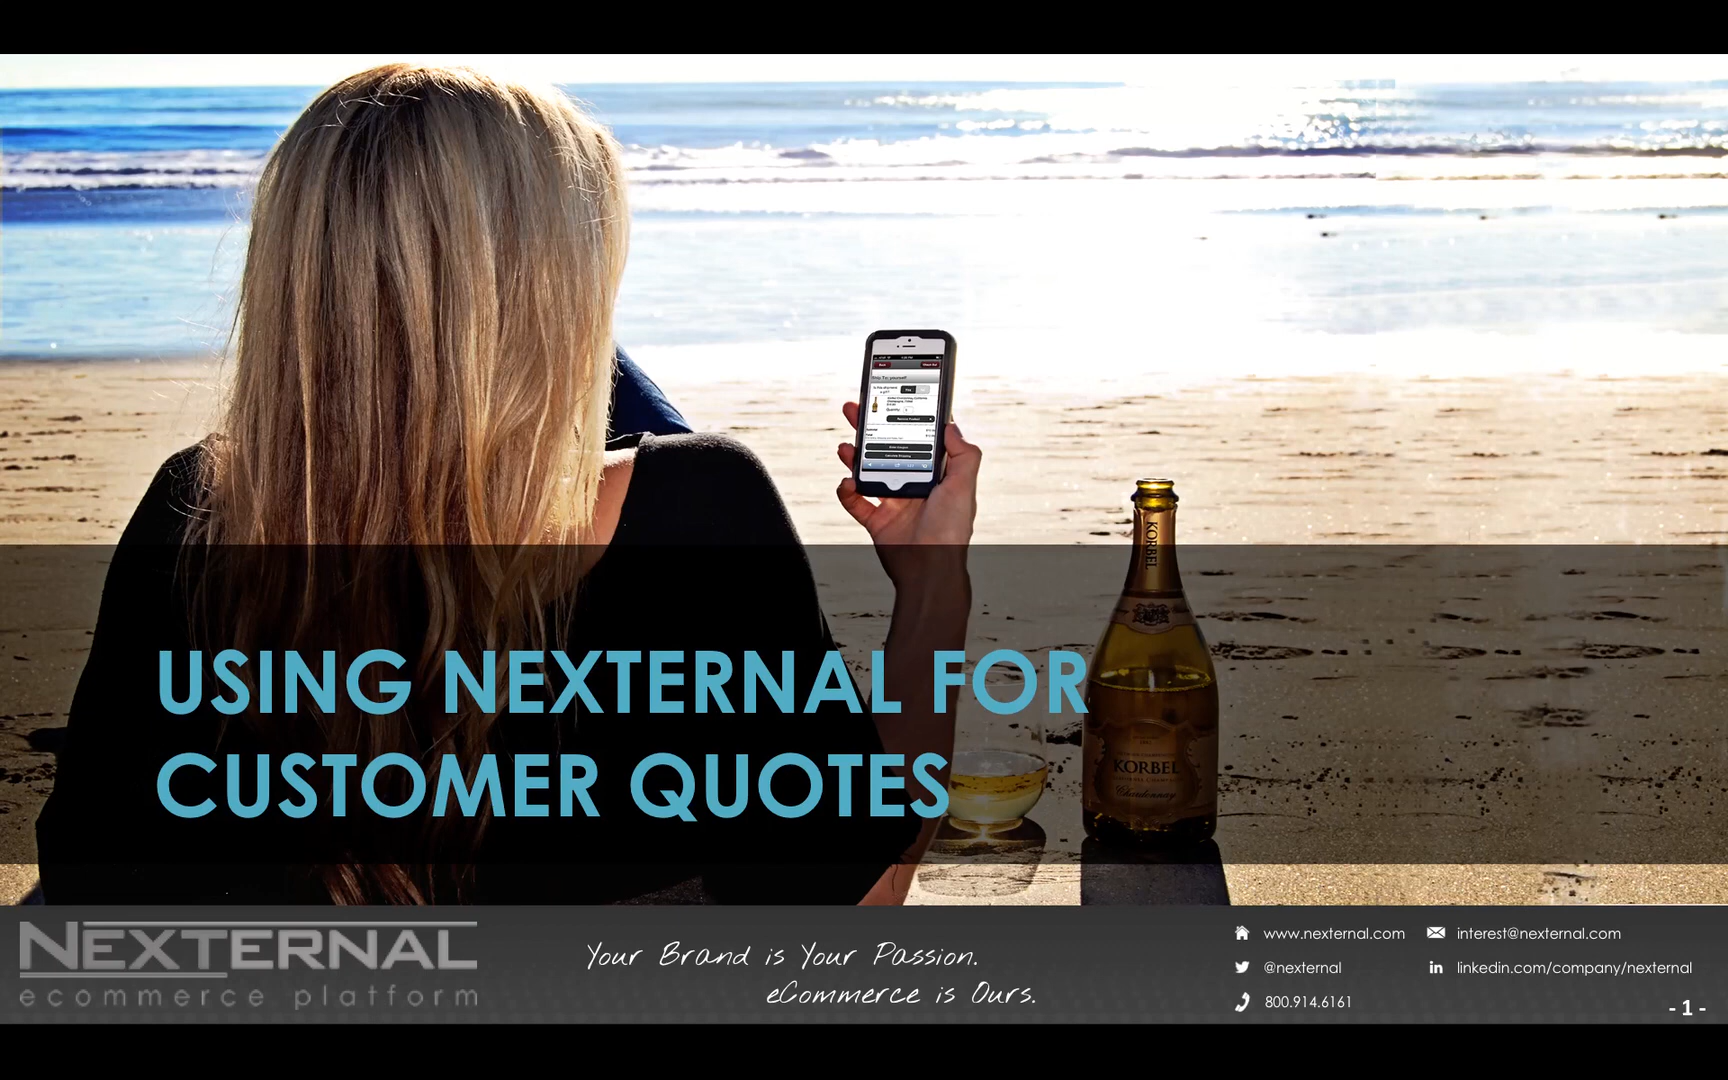 KORBEL
USING NEXTERNAL FOR
CUSTOMER QUOTES
KORBEL
Chardonnay
NEXTERNAL
ecommerce platform
Your Brand is Your Passion.
eCommerce is Ours.
www.nexternal.com
interest@nexternal.com
@nexternal
linkedin.com/company/nexternal
800.914.6161
- 1 -